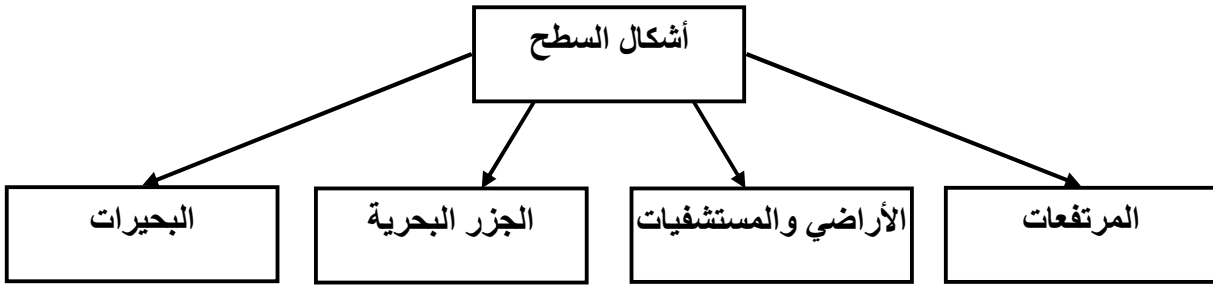 أشكال السطح
المرتفعات
الأراضي والمستشفيات
الجزر البحرية
البحيرات